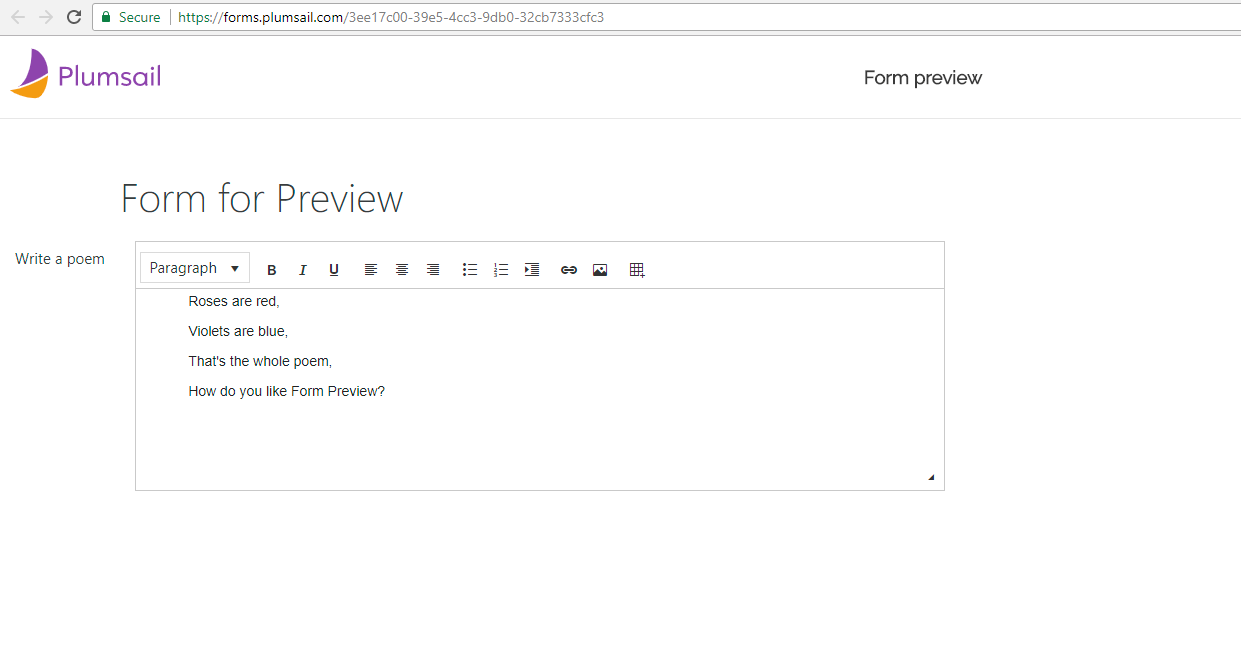 Secure https://forms.plumsail.com/3ee17c00-39e5-4cc3-9db0-32cb7333cfc3
Plumsail
Form preview
Form for Preview
Write a poem
Paragraph B I U
Roses are red,
Violets are blue,
That's the whole poem,
How do you like Form Preview?